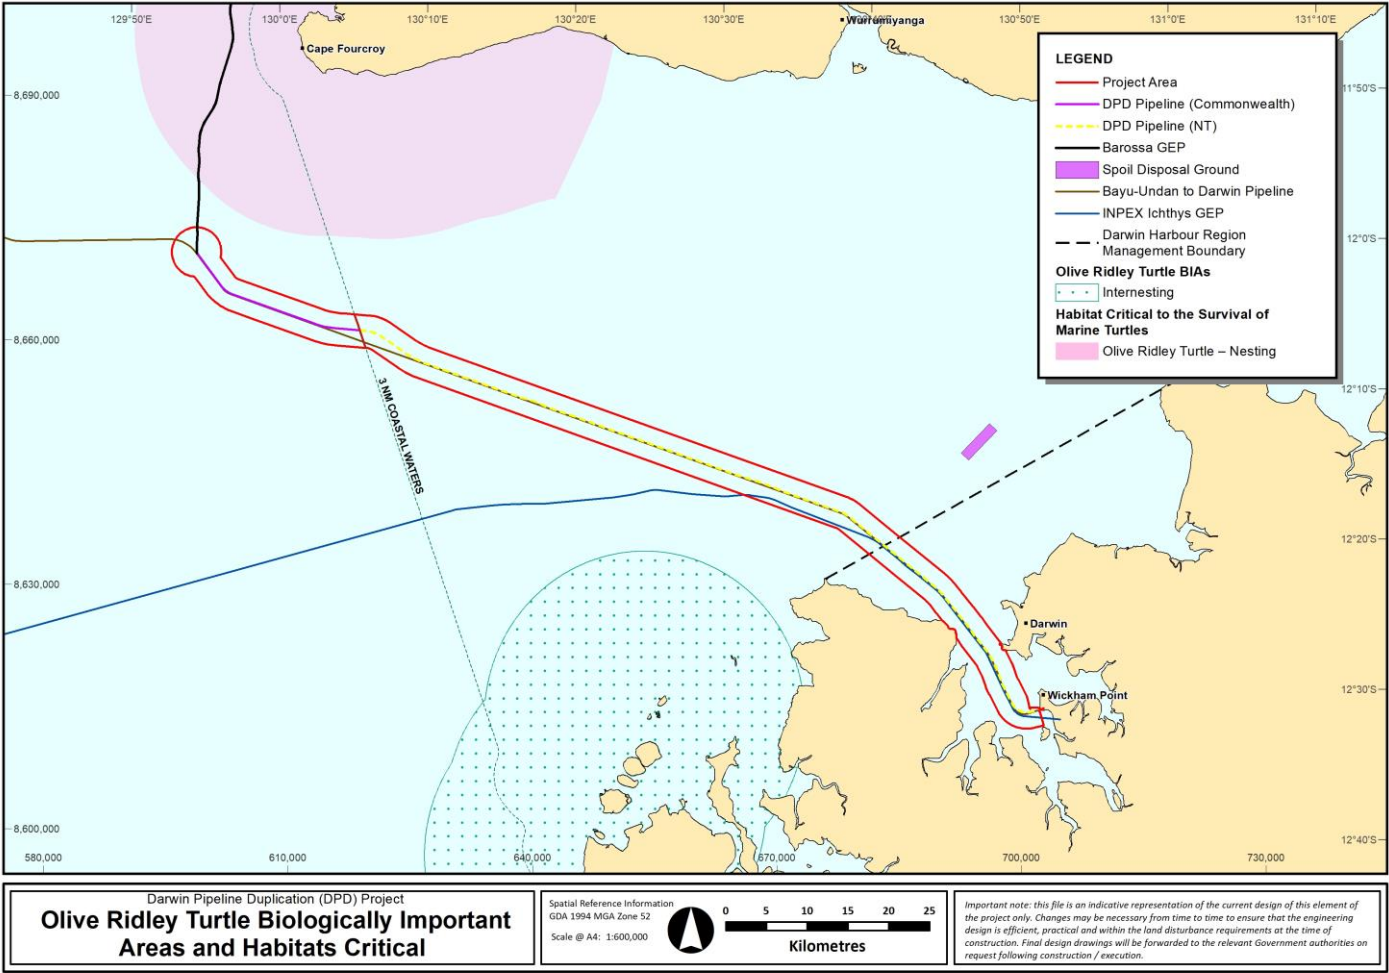 129°50'E 130°0'E 130°10'E 130°20'E 130°30'E 130°40'E 130°50'E 131°0'E 131°10'E
Wurrumiyanga
Cape Fourcroy
LEGEND
Project Area
DPD Pipeline (Commonwealth)
DPD Pipeline (NT)
Barossa GEP
Spoil Disposal Ground
Bayu-Undan to Darwin Pipeline
INPEX Ichthys GEP
Darwin Harbour Region
Management Boundary
Olive Ridley Turtle BIAs
Internesting
Habitat Critical to the Survival of
Marine Turtles
Olive Ridley Turtle – Nesting
8,690,000
11°50'S
12°0'S
8,660,000
12°10'S
3 NM COASTAL WATERS
12°20'S
8,630,000
Darwin
12°30'S
Wickham Point
8,600,000
12°40'S
580,000 610,000 640,000 670,000 700,000 730,000
Darwin Pipeline Duplication (DPD) Project
Olive Ridley Turtle Biologically Important
Areas and Habitats Critical
Spatial Reference Information
GDA 1994 MGA Zone 52
Scale @ A4: 1:600,000
0 5 10 15 20 25
Kilometres
Important note: this file is an indicative representation of the current design of this element of
the project only. Changes may be necessary from time to time to ensure that the engineering
design is efficient, practical and within the land disturbance requirements at the time of
construction. Final design drawings will be forwarded to the relevant Government authorities on
request following construction / execution.